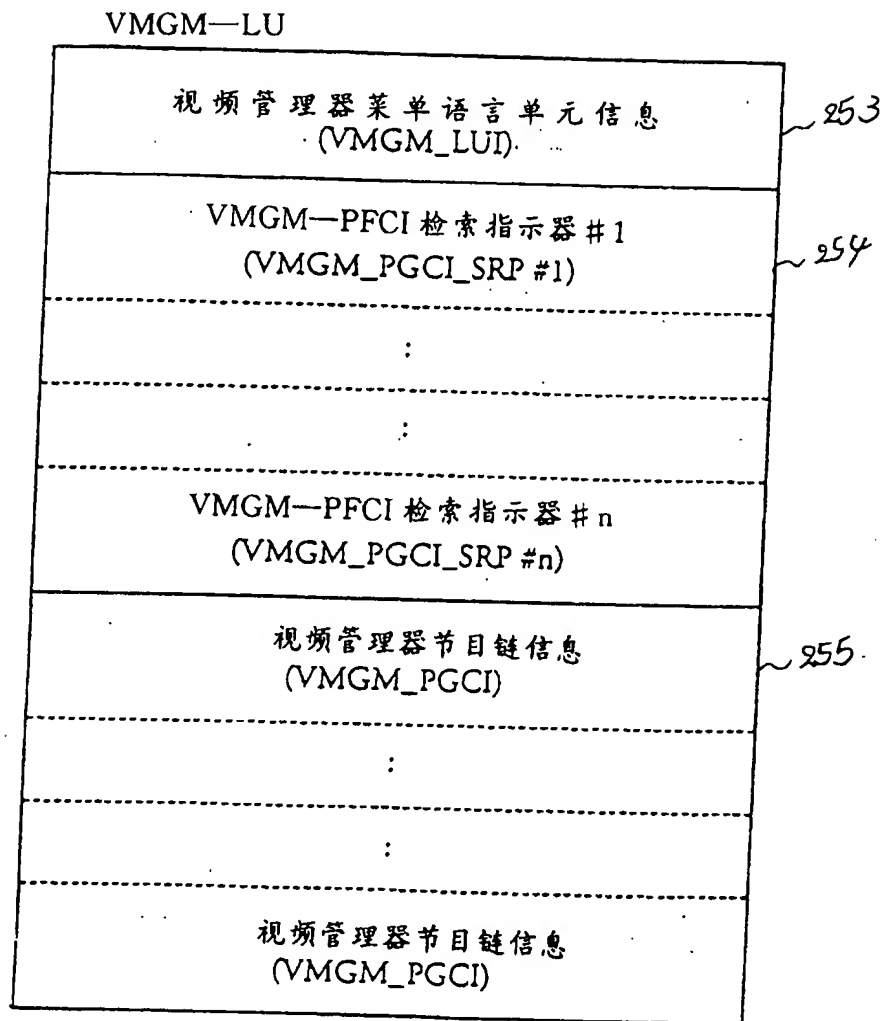 VMGM—LU
视频管理器菜单语言单元信息
(VMGM_LUI)
253
VMGM—PFCI 检索指示器 #1
(VMGM_PGCI_SRP #1)
254
:
:
VMGM—PFCI 检索指示器 #n
(VMGM_PGCI_SRP #n)
视频管理器节目链信息
(VMGM_PGCI)
255
:
:
视频管理器节目链信息
(VMGM_PGCI)